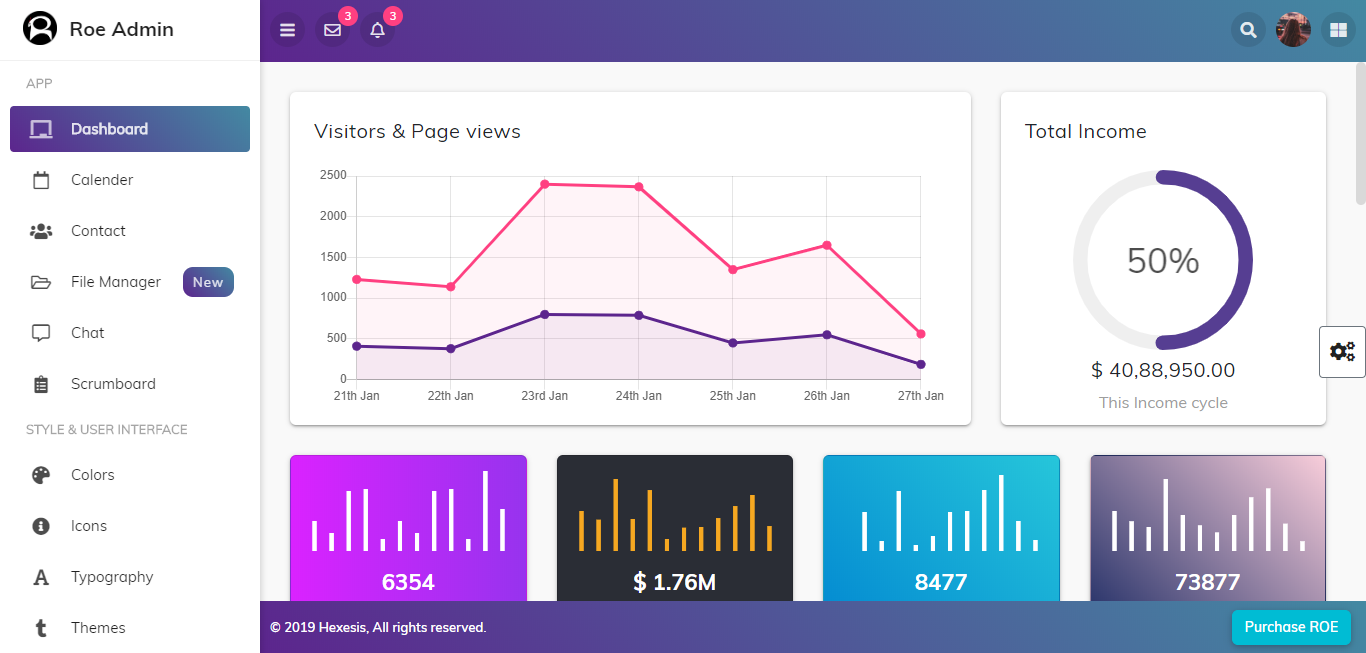 Roe Admin
3
3
APP
Dashboard
Calender
Contact
File Manager
New
Chat
Scrumboard
STYLE & USER INTERFACE
Colors
Icons
Typography
Themes
Visitors & Page views
2500
2000
1500
1000
500
0
21th Jan 22th Jan 23rd Jan 24th Jan 25th Jan 26th Jan 27th Jan
Total Income
50%
$ 40,88,950.00
This Income cycle
6354
$ 1.76M
8477
73877
© 2019 Hexesis, All rights reserved.
Purchase ROE